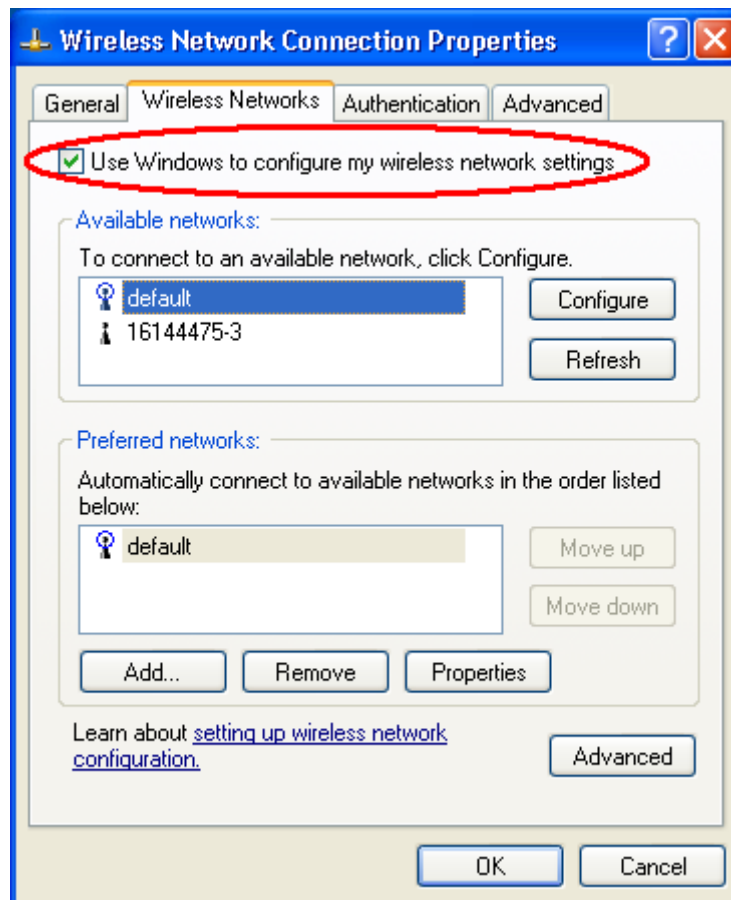 Wireless Network Connection Properties
General Wireless Networks Authentication Advanced
Use Windows to configure my wireless network settings
Available networks:
To connect to an available network, click Configure.
default
16144475-3
Configure
Refresh
Preferred networks:
Automatically connect to available networks in the order listed
below:
default
Move up
Move down
Add... Remove Properties
Learn about setting up wireless network
configuration.
Advanced
OK Cancel